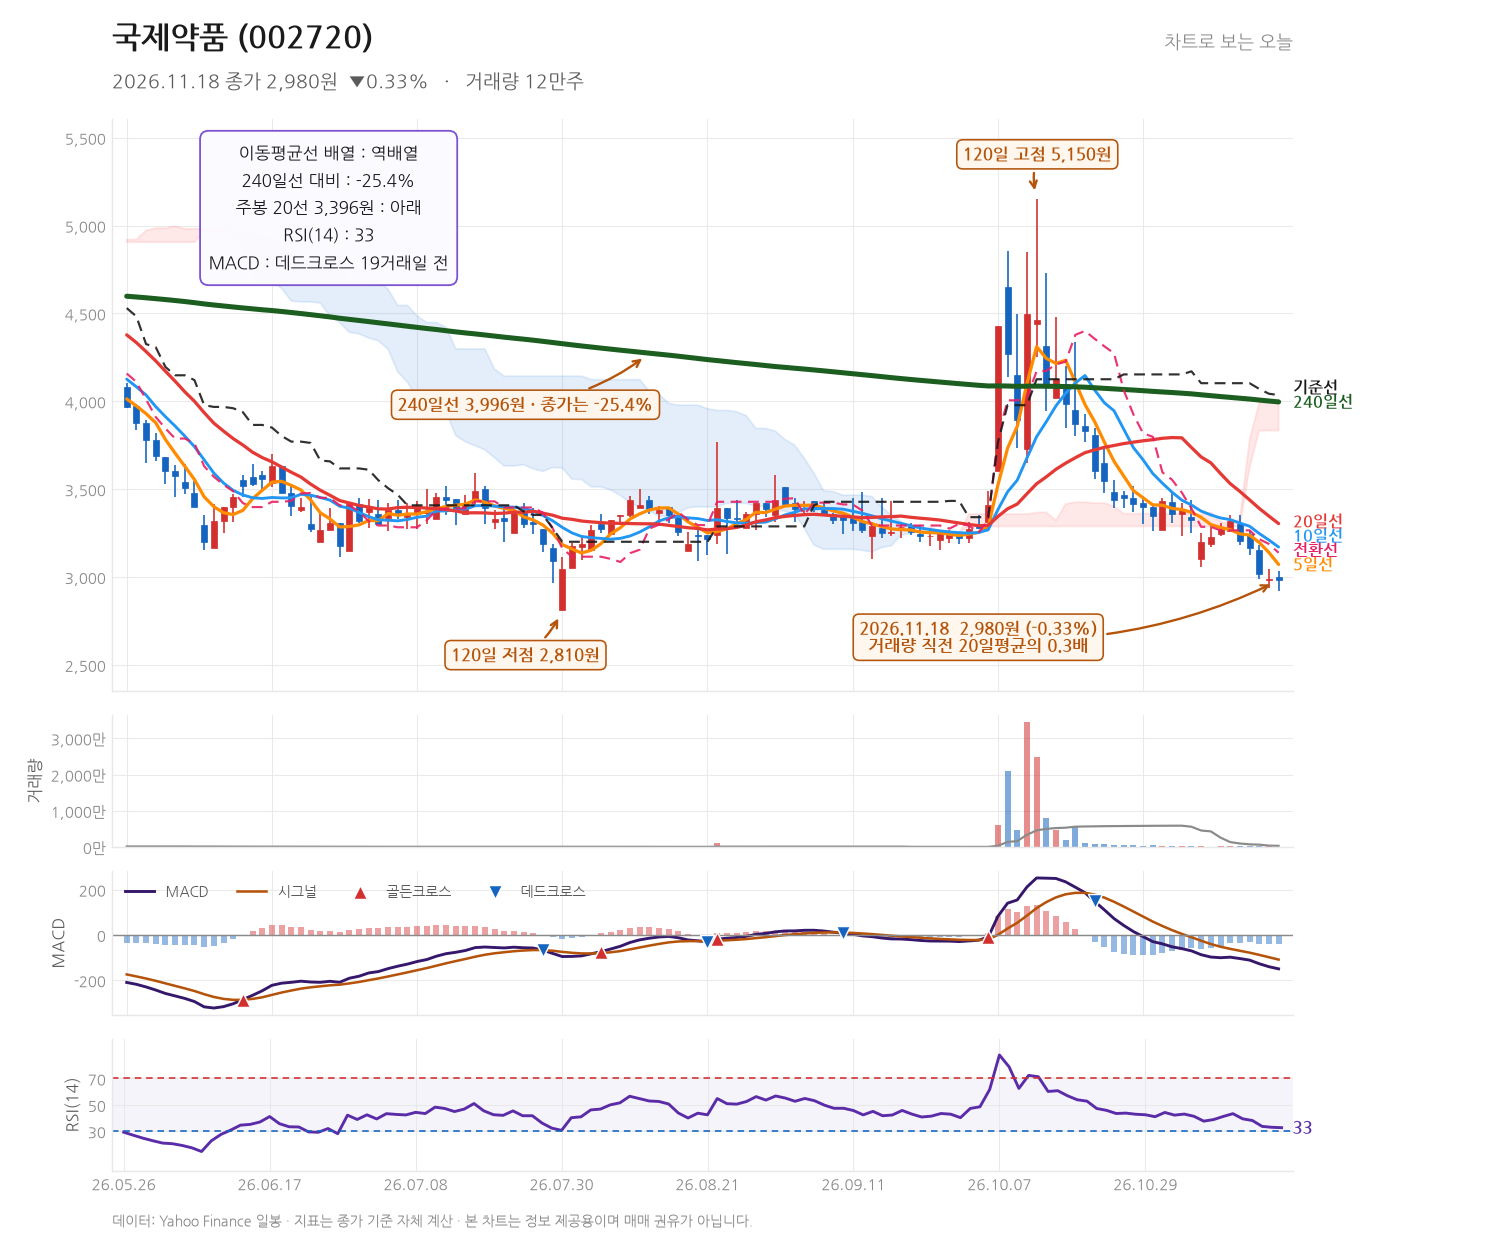 국제약품 (002720)
차트로 보는 오늘
2026.11.18 종가 2,980원 ▼0.33% · 거래량 12만주
5,500
5,000
4,500
4,000
3,500
3,000
2,500
이동평균선 배열 : 역배열
240일선 대비 : -25.4%
주봉 20선 3,396원 : 아래
RSI(14) : 33
MACD : 데드크로스 19거래일 전
120일 고점 5,150원
240일선 3,996원 · 종가는 -25.4%
120일 저점 2,810원
2026.11.18 2,980원 (-0.33%)
거래량 직전 20일평균의 0.3배
기준선
240일선
20일선
10일선
전환선
5일선
거래량
3,000만
2,000만
1,000만
0만
MACD
200
0
-200
MACD
시그널
▲ 골든크로스
▼ 데드크로스
RSI(14)
70
50
30
33
26.05.26
26.06.17
26.07.08
26.07.30
26.08.21
26.09.11
26.10.07
26.10.29
데이터: Yahoo Finance 일봉 · 지표는 종가 기준 자체 계산 · 본 차트는 정보 제공용이며 매매 권유가 아닙니다.